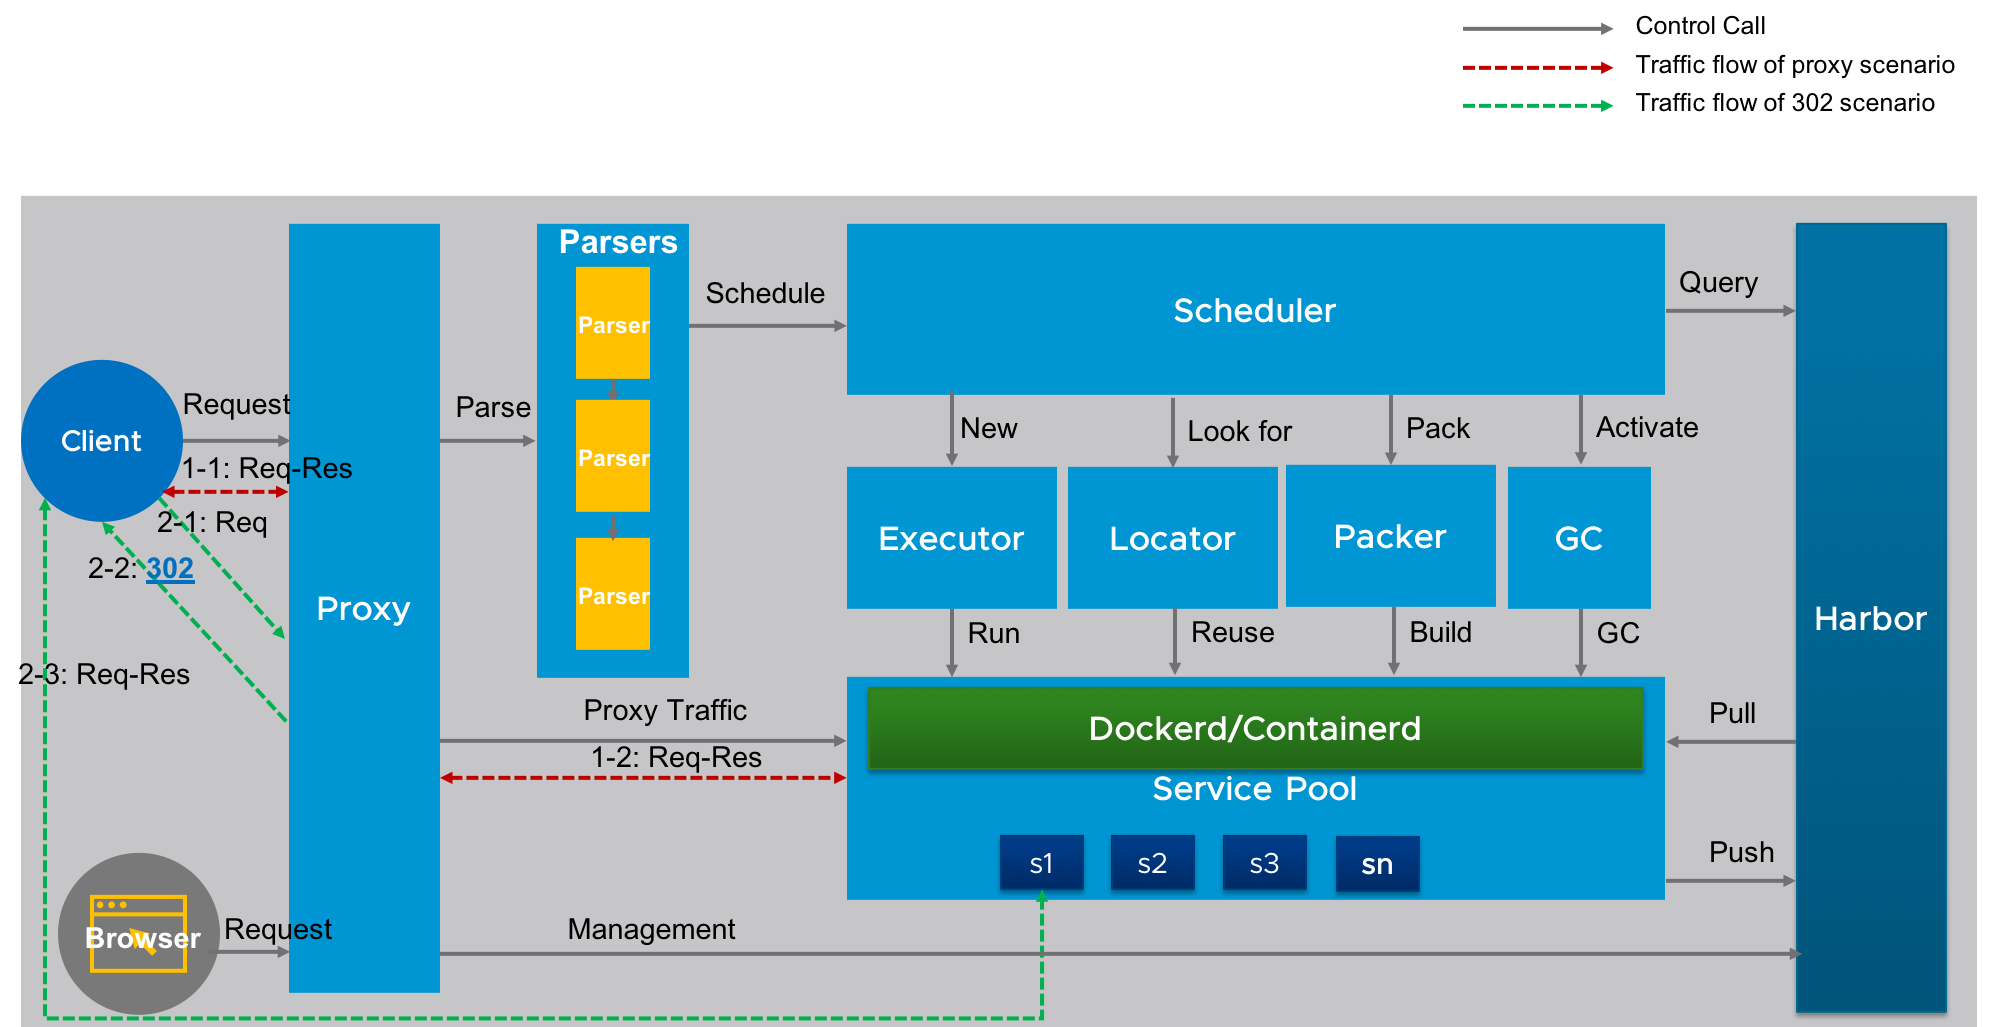 Control Call
Traffic flow of proxy scenario
Traffic flow of 302 scenario
Parsers
Parser
Parser
Parser
Schedule
Scheduler
Query
Client
Request
1-1: Req-Res
2-1: Req
2-2: 302
2-3: Req-Res
Proxy
Parse
New
Look for
Pack
Activate
Executor
Locator
Packer
GC
Harbor
Run
Reuse
Build
GC
Proxy Traffic
1-2: Req-Res
Dockerd/Containerd
Service Pool
Pull
s1
s2
s3
sn
Push
Browser
Request
Management